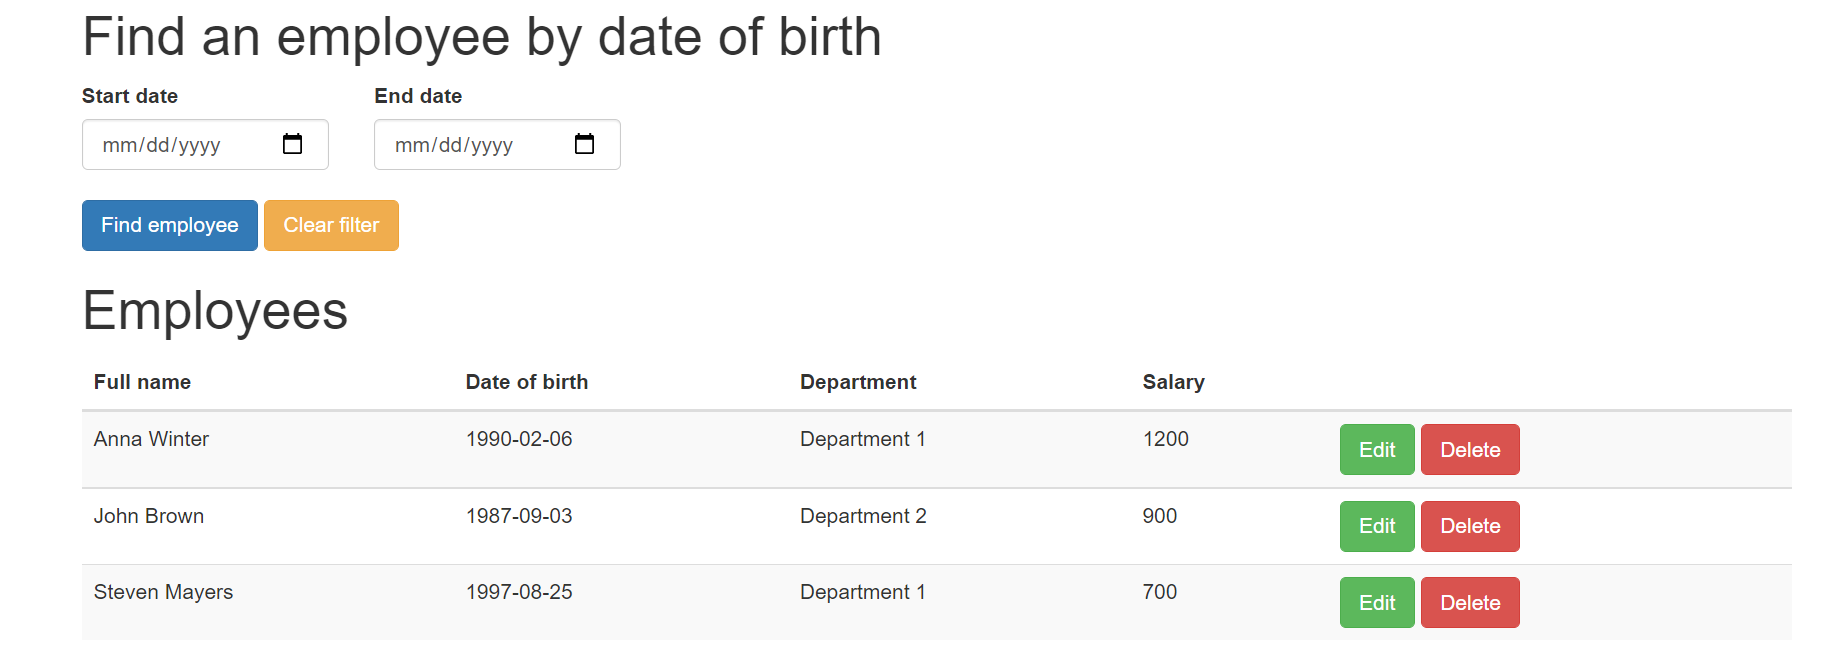 Find an employee by date of birth
Start date End date
mm/dd/yyyy mm/dd/yyyy
Find employee Clear filter
Employees
Full name Date of birth Department Salary
Anna Winter 1990-02-06 Department 1 1200 Edit Delete
John Brown 1987-09-03 Department 2 900 Edit Delete
Steven Mayers 1997-08-25 Department 1 700 Edit Delete